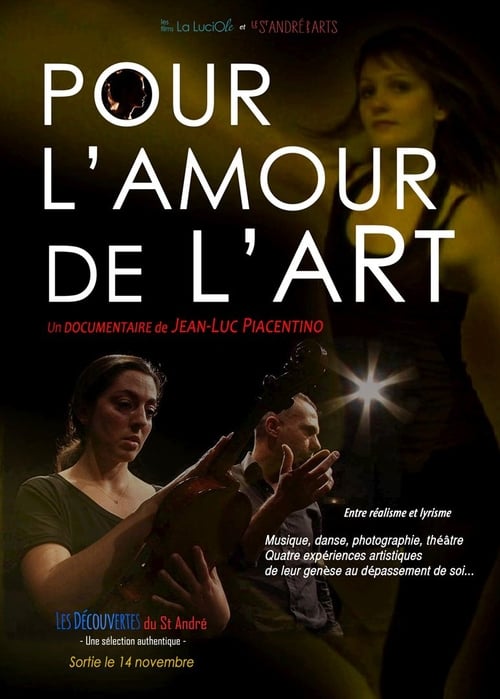 les films La LuciOle et LE St ANDRÉ DES ARTS
POUR
L'AMOUR
DE L'ART
Un DOCUMENTAIRE de JEAN-LUC PIACENTINO
Entre réalisme et lyrisme
Musique, danse, photographie, théâtre
Quatre expériences artistiques
de leur genèse au dépassement de soi...
LES DÉCOUVERTES du St André
- Une sélection authentique -
Sortie le 14 novembre